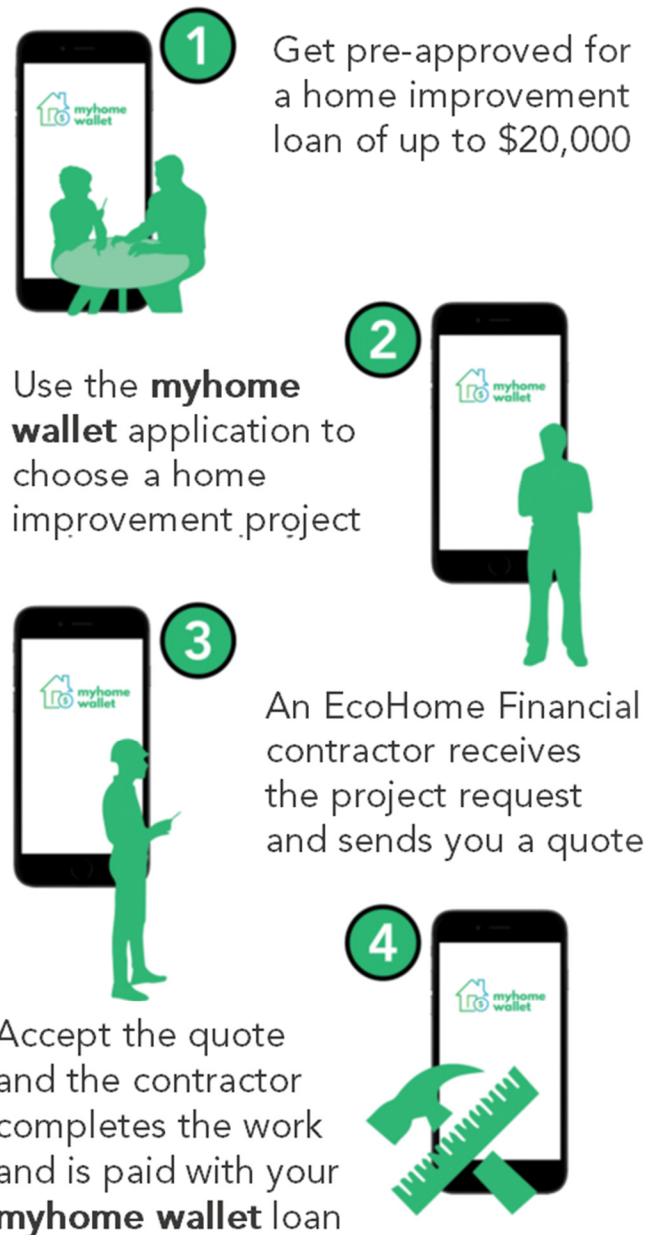 1
Get pre-approved for
a home improvement
loan of up to $20,000
myhome
wallet
2
Use the myhome
wallet application to
choose a home
improvement project
myhome
wallet
3
myhome
wallet
An EcoHome Financial
contractor receives
the project request
and sends you a quote
4
myhome
wallet
Accept the quote
and the contractor
completes the work
and is paid with your
myhome wallet loan